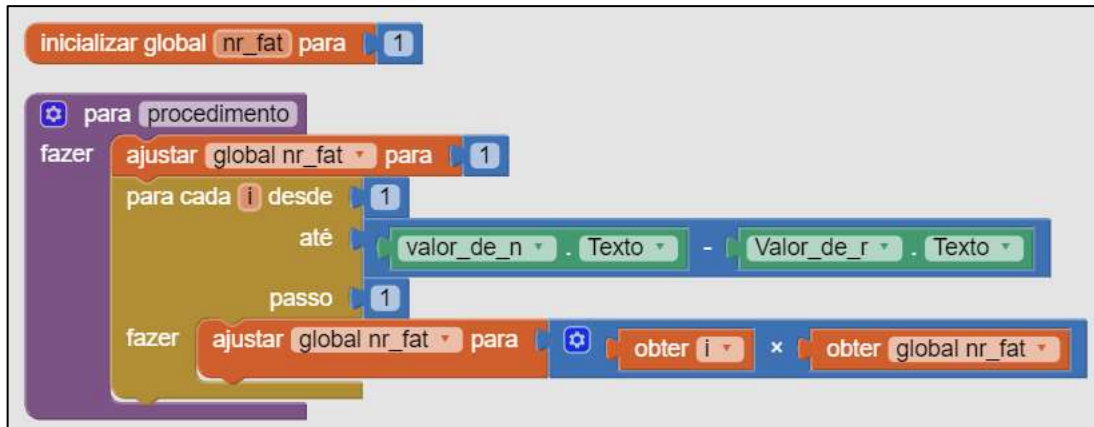 inicializar global nr_fat para 1
para procedimento
fazer ajustar global nr_fat para 1
para cada i desde 1
até valor_de_n . Texto - Valor_de_r . Texto
passo 1
fazer ajustar global nr_fat para obter i × obter global nr_fat